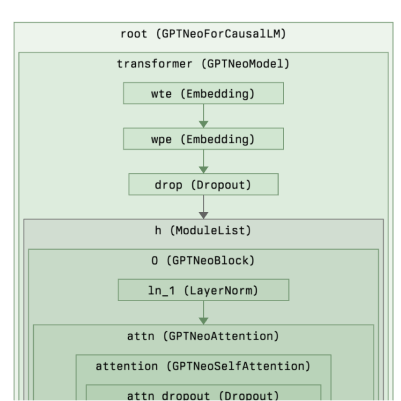 root (GPTNeoForCausalLM)
transformer (GPTNeoModel)
wte (Embedding)
wpe (Embedding)
drop (Dropout)
h (ModuleList)
0 (GPTNeoBlock)
ln_1 (LayerNorm)
attn (GPTNeoAttention)
attention (GPTNeoSelfAttention)
attn_dropout (Dropout)